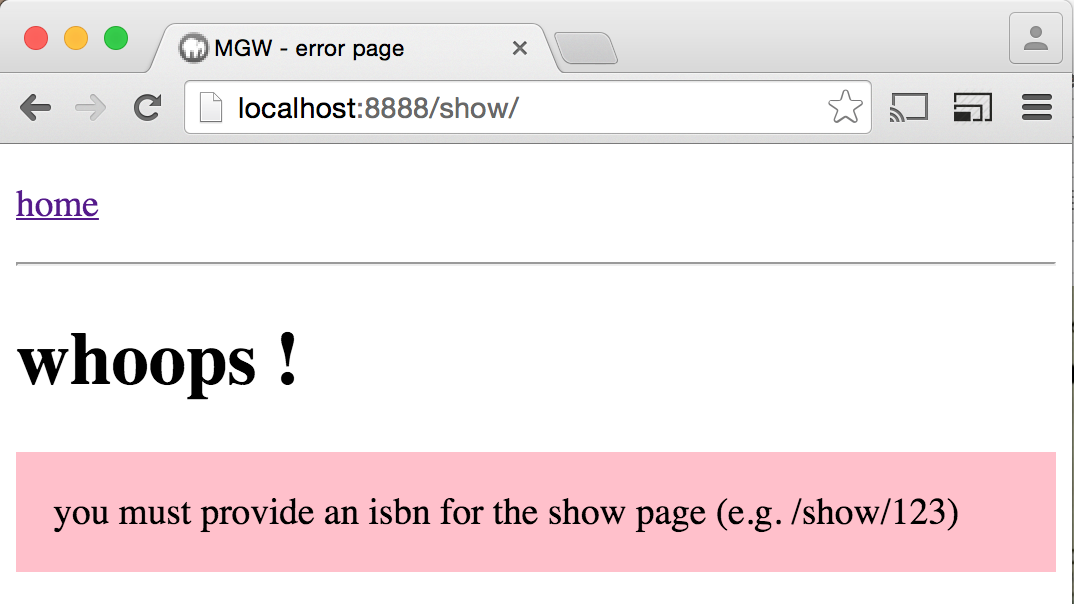 MGW - error page
localhost:8888/show/
home
whoops !
you must provide an isbn for the show page (e.g. /show/123)